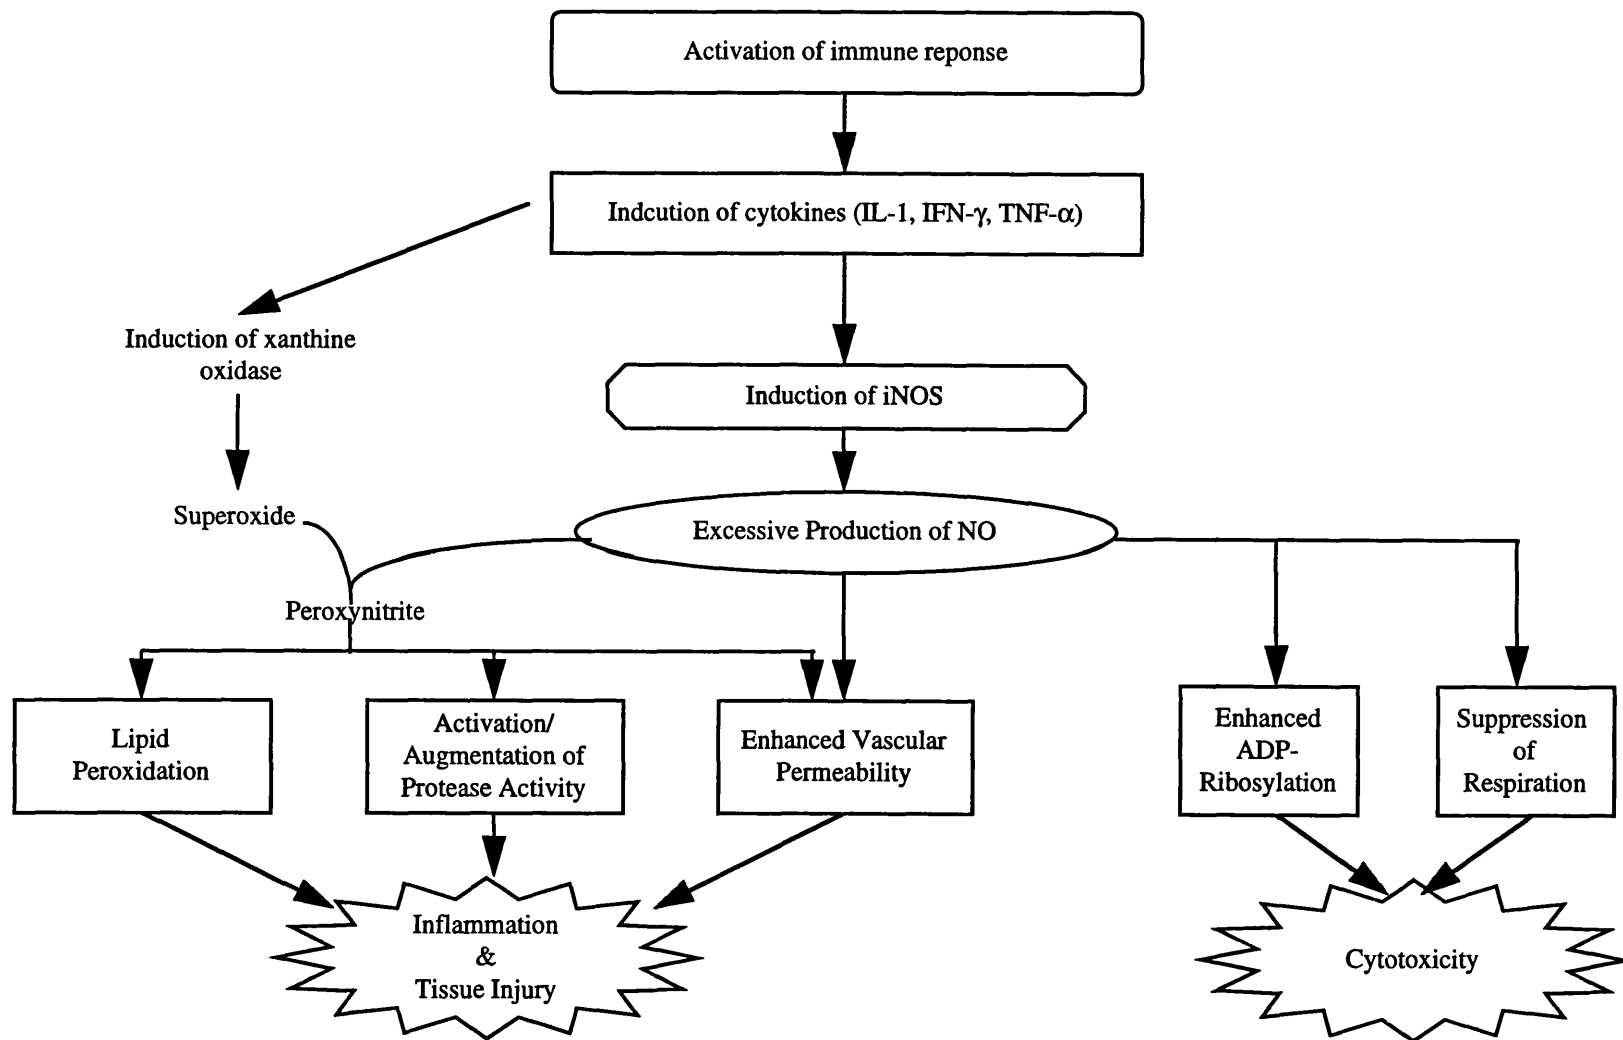 Activation of immune reponse
Indcution of cytokines (IL-1, IFN-γ, TNF-α)
Induction of xanthine
oxidase
Induction of iNOS
Superoxide
Excessive Production of NO
Peroxynitrite
Lipid
Peroxidation
Activation/
Augmentation of
Protease Activity
Enhanced Vascular
Permeability
Enhanced
ADP-
Ribosylation
Suppression
of
Respiration
Inflammation
&
Tissue Injury
Cytotoxicity